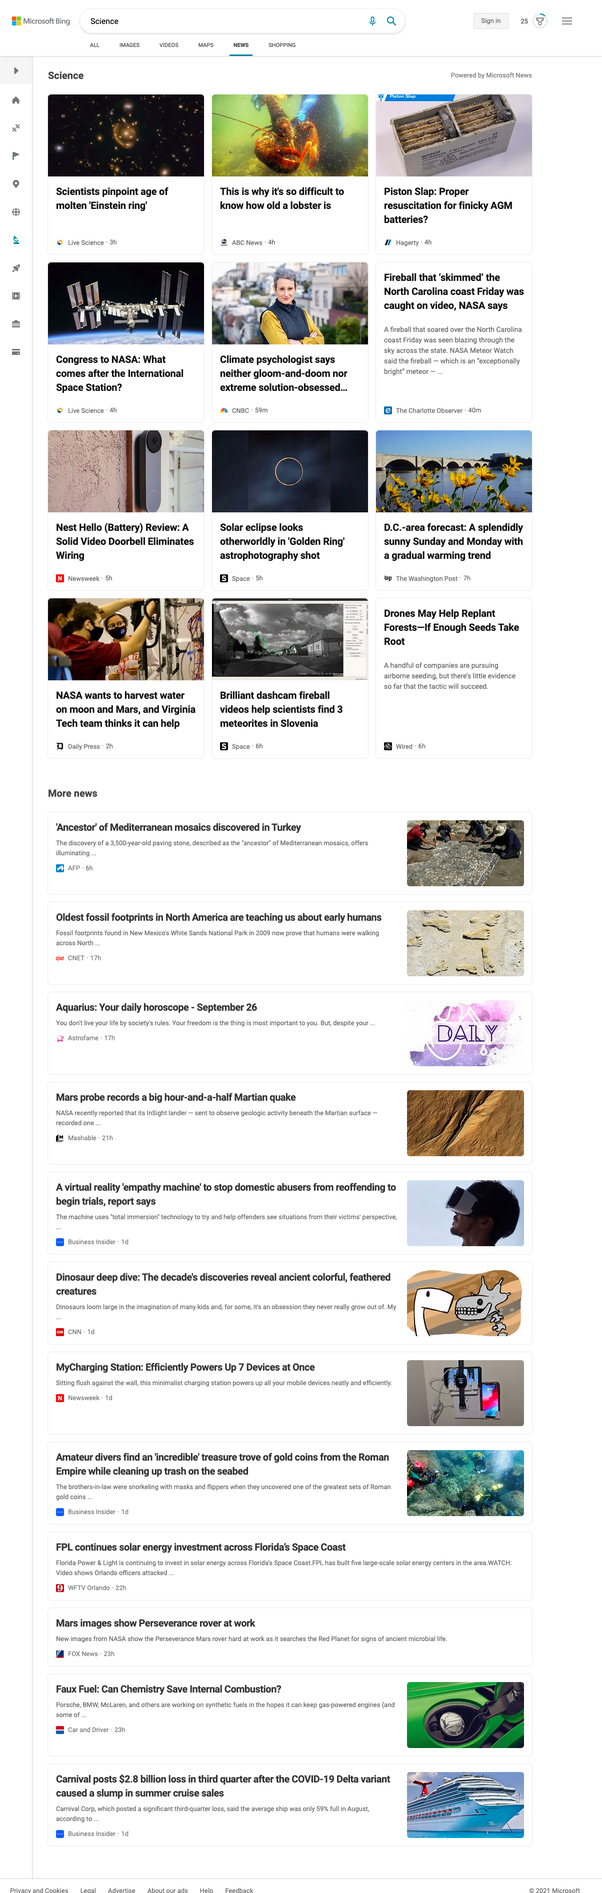 Microsoft Bing
Science
Sign in
25
ALL IMAGES VIDEOS MAPS NEWS SHOPPING
Science
Powered by Microsoft News
Scientists pinpoint age of
molten 'Einstein ring'
Live Science · 3h
This is why it's so difficult to
know how old a lobster is
ABC News · 4h
Piston Slap
Piston Slap: Proper
resuscitation for finicky AGM
batteries?
Hagerty · 4h
Congress to NASA: What
comes after the International
Space Station?
Live Science · 4h
Climate psychologist says
neither gloom-and-doom nor
extreme solution-obsessed...
CNBC · 59m
Fireball that ‘skimmed’ the
North Carolina coast Friday was
caught on video, NASA says
A fireball that soared over the North Carolina
coast Friday was seen blazing through the
sky across the state. NASA Meteor Watch
said the fireball — which is an “exceptionally
bright” meteor — ...
The Charlotte Observer · 40m
Nest Hello (Battery) Review: A
Solid Video Doorbell Eliminates
Wiring
Newsweek · 5h
Solar eclipse looks
otherworldly in 'Golden Ring'
astrophotography shot
Space · 5h
D.C.-area forecast: A splendidly
sunny Sunday and Monday with
a gradual warming trend
The Washington Post · 7h
NASA wants to harvest water
on moon and Mars, and Virginia
Tech team thinks it can help
Daily Press · 2h
Brilliant dashcam fireball
videos help scientists find 3
meteorites in Slovenia
Space · 6h
Drones May Help Replant
Forests—If Enough Seeds Take
Root
A handful of companies are pursuing
airborne seeding, but there's little evidence
so far that the tactic will succeed.
Wired · 6h
More news
'Ancestor' of Mediterranean mosaics discovered in Turkey
The discovery of a 3,500-year-old paving stone, described as the "ancestor" of Mediterranean mosaics, offers
illuminating ...
AFP · 6h
Oldest fossil footprints in North America are teaching us about early humans
Fossil footprints found in New Mexico's White Sands National Park in 2009 now prove that humans were walking
across North ...
CNET · 17h
Aquarius: Your daily horoscope - September 26
You don't live your life by society's rules. Your freedom is the thing is most important to you. But, despite your ...
Astrofame · 17h
DAILY
Mars probe records a big hour-and-a-half Martian quake
NASA recently reported that its InSight lander — sent to observe geologic activity beneath the Martian surface —
recorded one ...
Mashable · 21h
A virtual reality 'empathy machine' to stop domestic abusers from reoffending to
begin trials, report says
The machine uses "total immersion" technology to try and help offenders see situations from their victims' perspective,
...
Business Insider · 1d
Dinosaur deep dive: The decade's discoveries reveal ancient colorful, feathered
creatures
Dinosaurs loom large in the imagination of many kids and, for some, it's an obsession they never really grow out of. My
...
CNN · 1d
MyCharging Station: Efficiently Powers Up 7 Devices at Once
Sitting flush against the wall, this minimalist charging station powers up all your mobile devices neatly and efficiently.
Newsweek · 1d
Amateur divers find an 'incredible' treasure trove of gold coins from the Roman
Empire while cleaning up trash on the seabed
The brothers-in-law were snorkeling with masks and flippers when they uncovered one of the greatest sets of Roman
gold coins ...
Business Insider · 1d
FPL continues solar energy investment across Florida’s Space Coast
Florida Power & Light is continuing to invest in solar energy across Florida’s Space Coast.FPL has built five large-scale solar energy centers in the area.WATCH:
Video shows Orlando officers attacked ...
WFTV Orlando · 22h
Mars images show Perseverance rover at work
New images from NASA show the Perseverance Mars rover hard at work as it searches the Red Planet for signs of ancient microbial life.
FOX News · 23h
Faux Fuel: Can Chemistry Save Internal Combustion?
Porsche, BMW, McLaren, and others are working on synthetic fuels in the hopes it can keep gas-powered engines (and
some of ...
Car and Driver · 23h
Carnival posts $2.8 billion loss in third quarter after the COVID-19 Delta variant
caused a slump in summer cruise sales
Carnival Corp, which posted a significant third-quarter loss, said the average ship was only 59% full in August,
according to ...
Business Insider · 1d
Privacy and Cookies Legal Advertise About our ads Help Feedback
© 2021 Microsoft